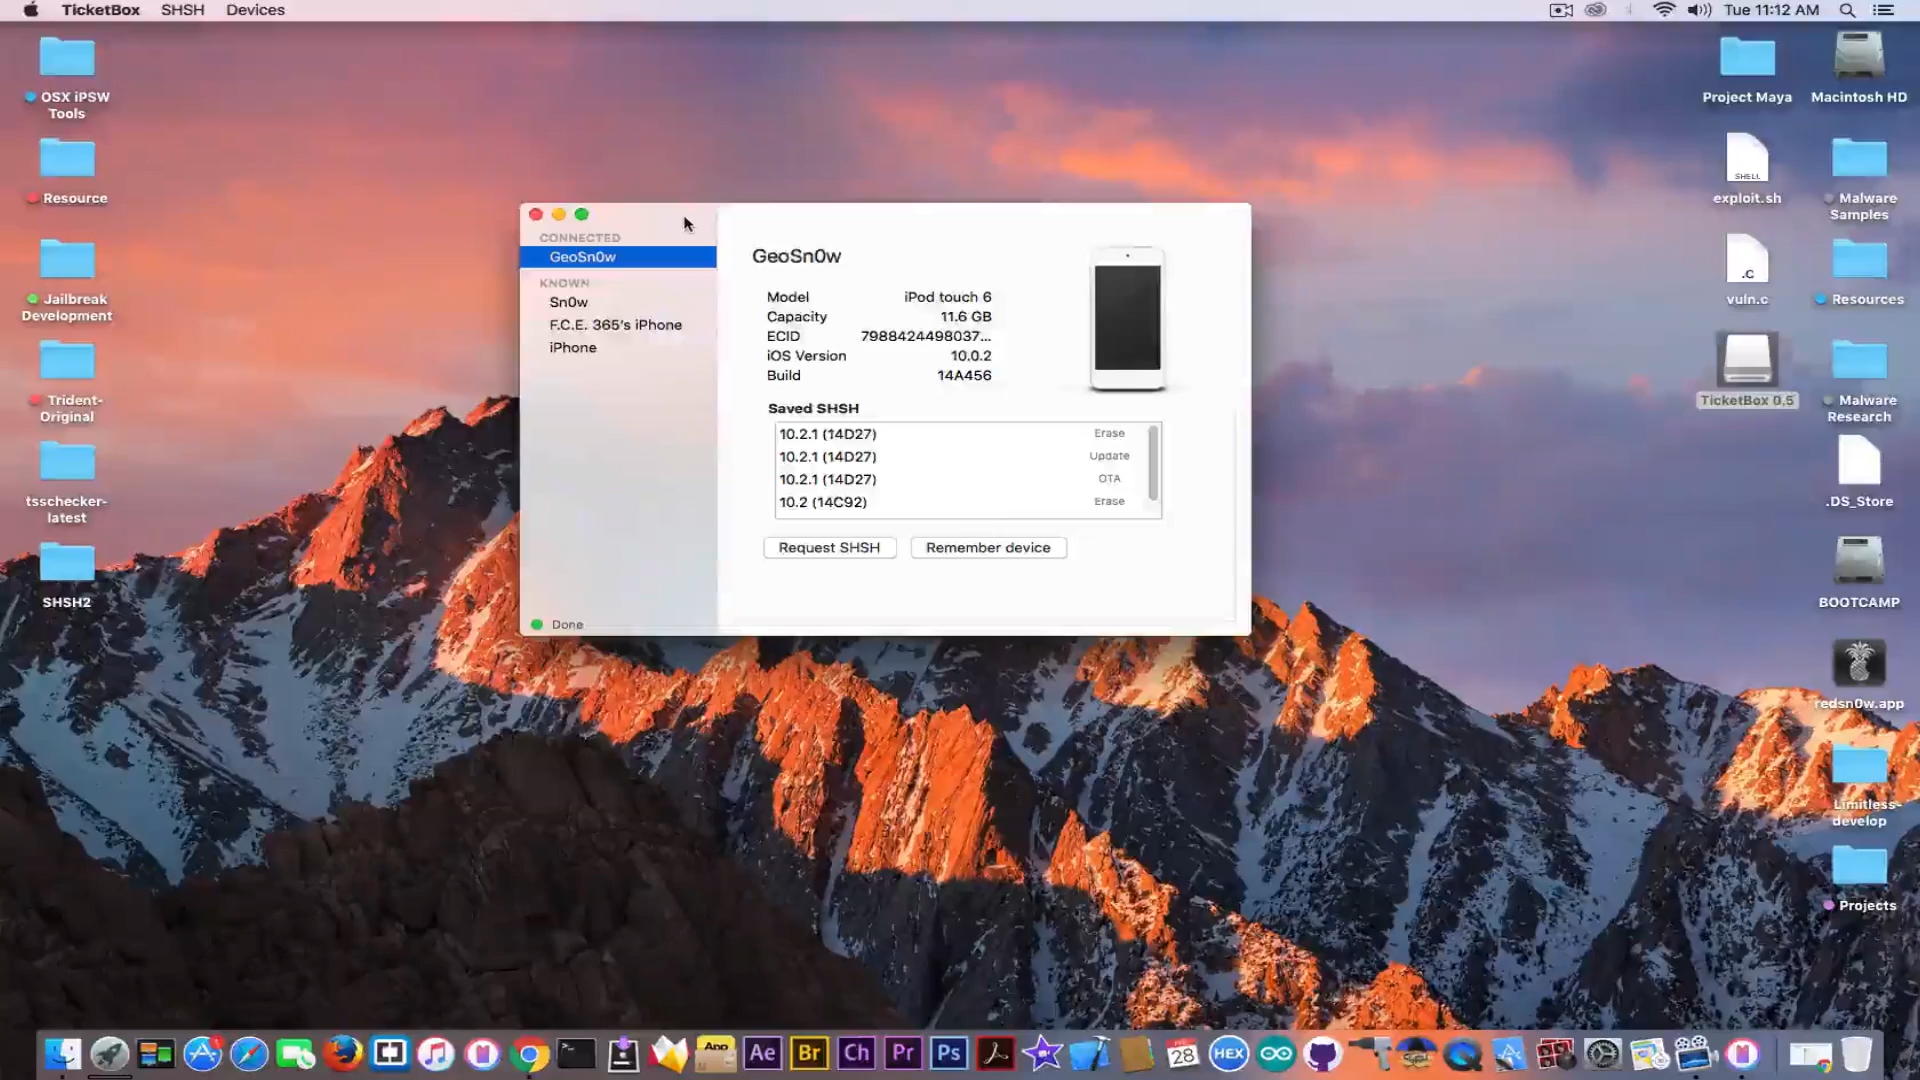 TicketBox SHSH Devices
Tue 11:12 AM
OSX iPSW
Tools
Resource
Jailbreak
Development
Trident-
Original
tsschecker-
latest
SHSH2
CONNECTED
GeoSn0w
KNOWN
Sn0w
F.C.E. 365's iPhone
iPhone
Done
GeoSn0w
Model iPod touch 6
Capacity 11.6 GB
ECID 7988424498037...
iOS Version 10.0.2
Build 14A456
Saved SHSH
10.2.1 (14D27) Erase
10.2.1 (14D27) Update
10.2.1 (14D27) OTA
10.2 (14C92) Erase
Request SHSH Remember device
Project Maya
SHELL
exploit.sh
.C
vuln.c
TicketBox 0.5
Macintosh HD
Malware
Samples
Resources
Malware
Research
.DS_Store
BOOTCAMP
redsn0w.app
Limitless-
develop
Projects
App
Ae
Br
Ch
Pr
Ps
28
HEX